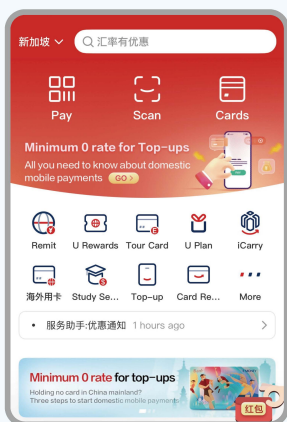 新加坡
汇率有优惠
Pay Scan Cards
Minimum 0 rate for Top-ups
All you need to know about domestic
mobile payments GO >
Remit U Rewards Tour Card U Plan iCarry
海外用卡 Study Se... Top-up Card Re... More
• 服务助手:优惠通知 1 hours ago
Minimum 0 rate for top-ups
Holding no card in China mainland?
Three steps to start domestic mobile payments
红包